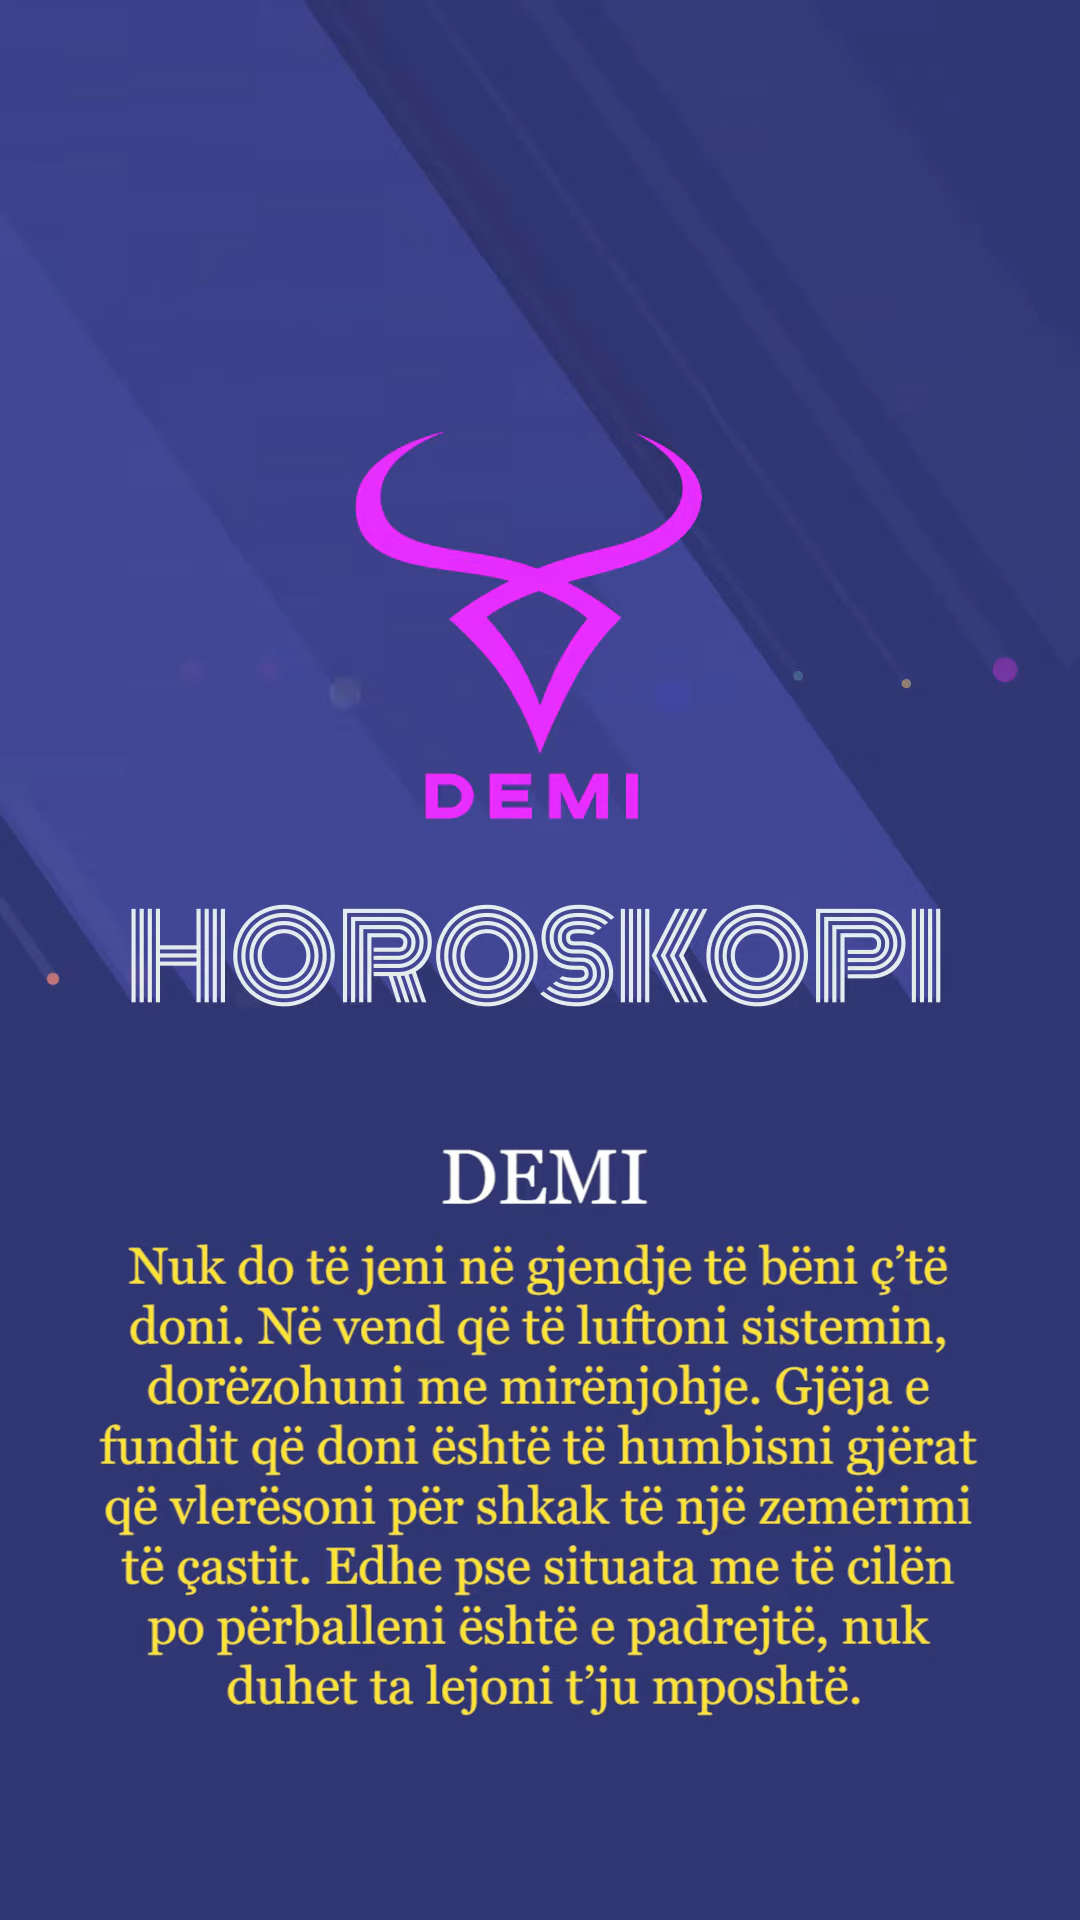 DEMI
HOROSKOPI
DEMI
Nuk do të jeni në gjendje të bëni ç’të
doni. Në vend që të luftoni sistemin,
dorëzohuni me mirënjohje. Gjëja e
fundit që doni është të humbisni gjërat
që vlerësoni për shkak të një zemërimi
të çastit. Edhe pse situata me të cilën
po përballeni është e padrejtë, nuk
duhet ta lejoni t’ju mposhtë.